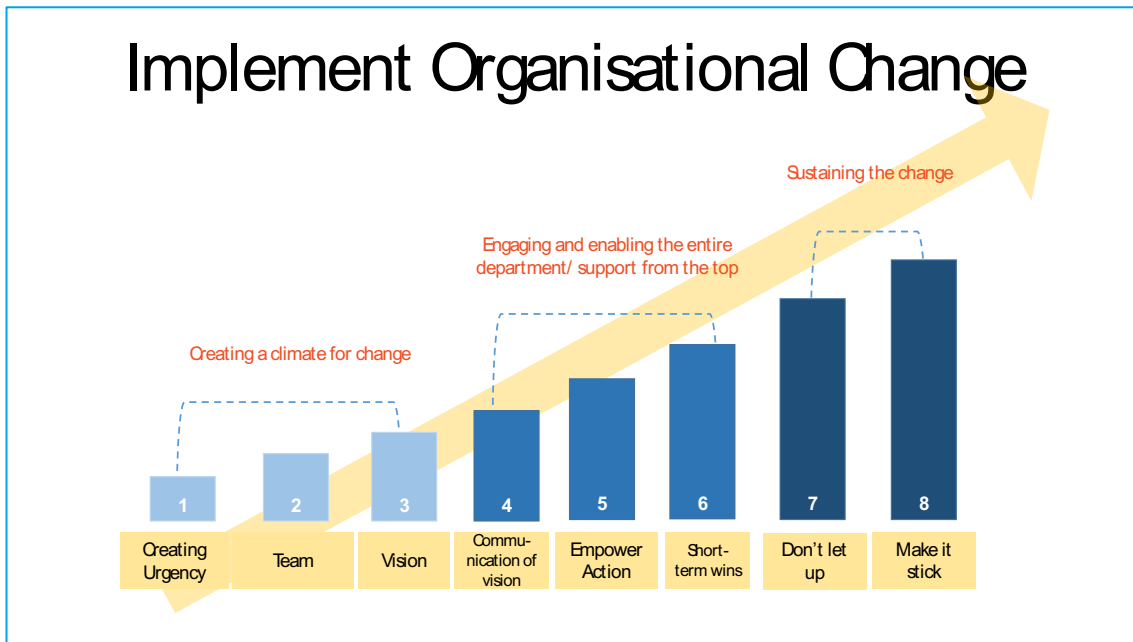 Implement Organisational Change
Sustaining the change
Engaging and enabling the entire
department/ support from the top
Creating a climate for change
1
2
3
4
5
6
7
8
Creating
Urgency
Team
Vision
Commu-
nication of
vision
Empower
Action
Short-
term wins
Don't let
up
Make it
stick